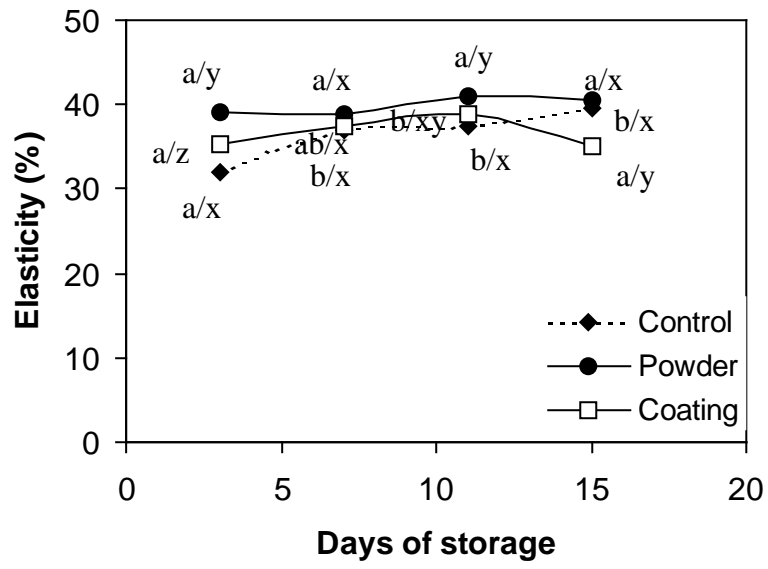 50
40
30
20
10
0
Elasticity (%)
a/y
a/x
a/y
a/x
a/z
ab/x
b/xy
b/x
a/x
b/x
b/x
a/y
Control
Powder
Coating
0 5 10 15 20
Days of storage